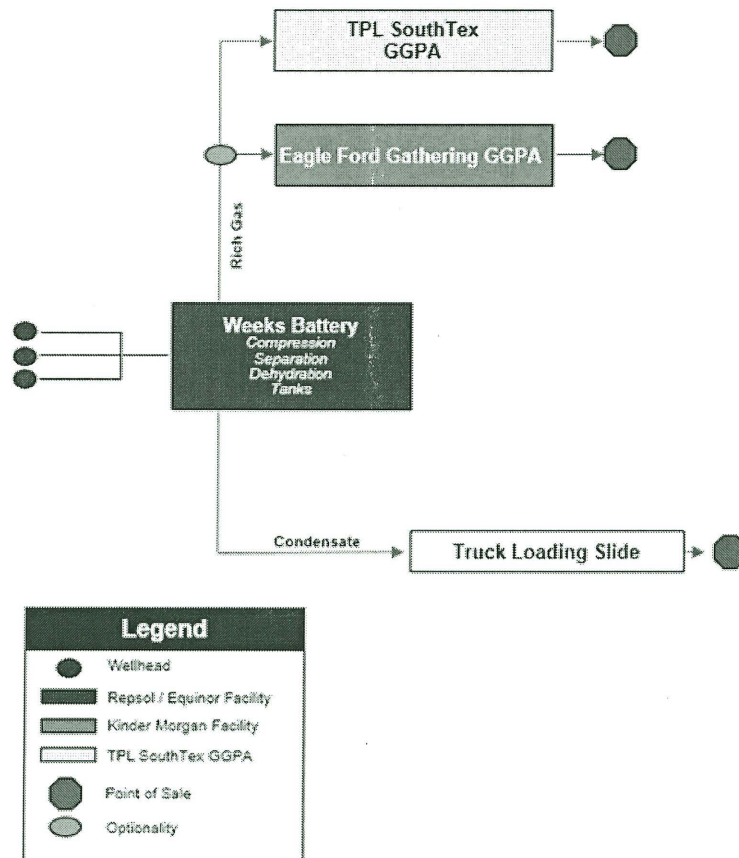 TPL SouthTex
GGPA
Eagle Ford Gathering GGPA
Rich Gas
Weeks Battery
Compression
Separation
Dehydration
Tanks
Condensate
Truck Loading Slide
Legend
Wellhead
Repsol / Equinor Facility
Kinder Morgan Facility
TPL SouthTex GGPA
Point of Sale
Optionality